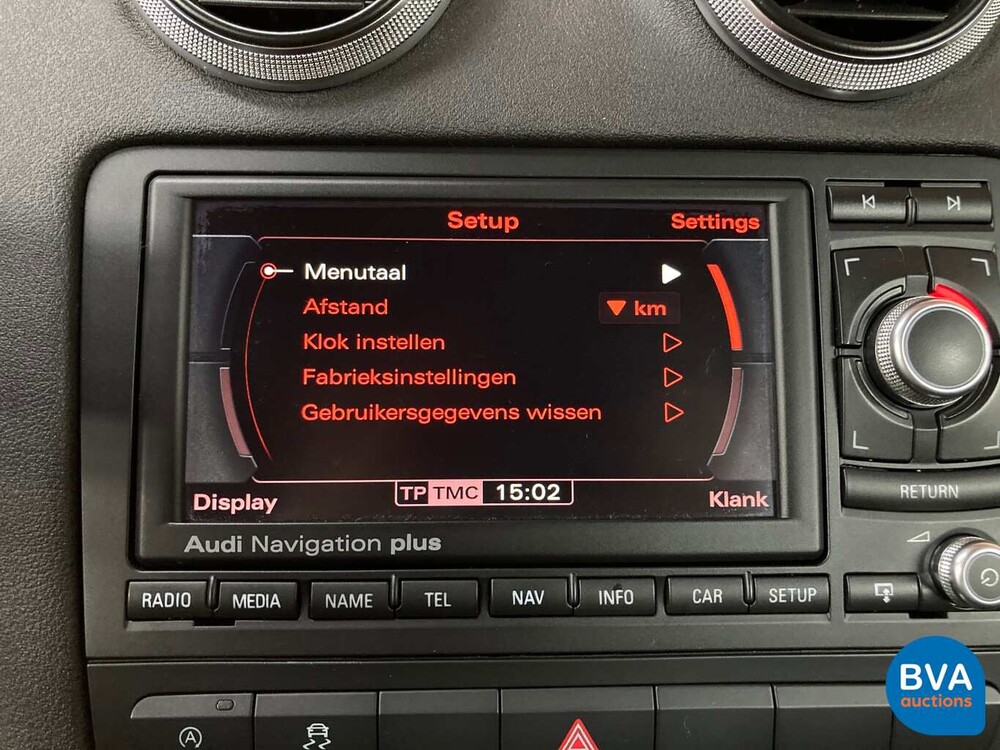 Setup Settings
Menutaal
Afstand km
Klok instellen
Fabrieksinstellingen
Gebruikersgegevens wissen
Display TP TMC 15:02 Klank
Audi Navigation plus
RETURN
RADIO MEDIA NAME TEL NAV INFO CAR SETUP
A
BVA
auctions